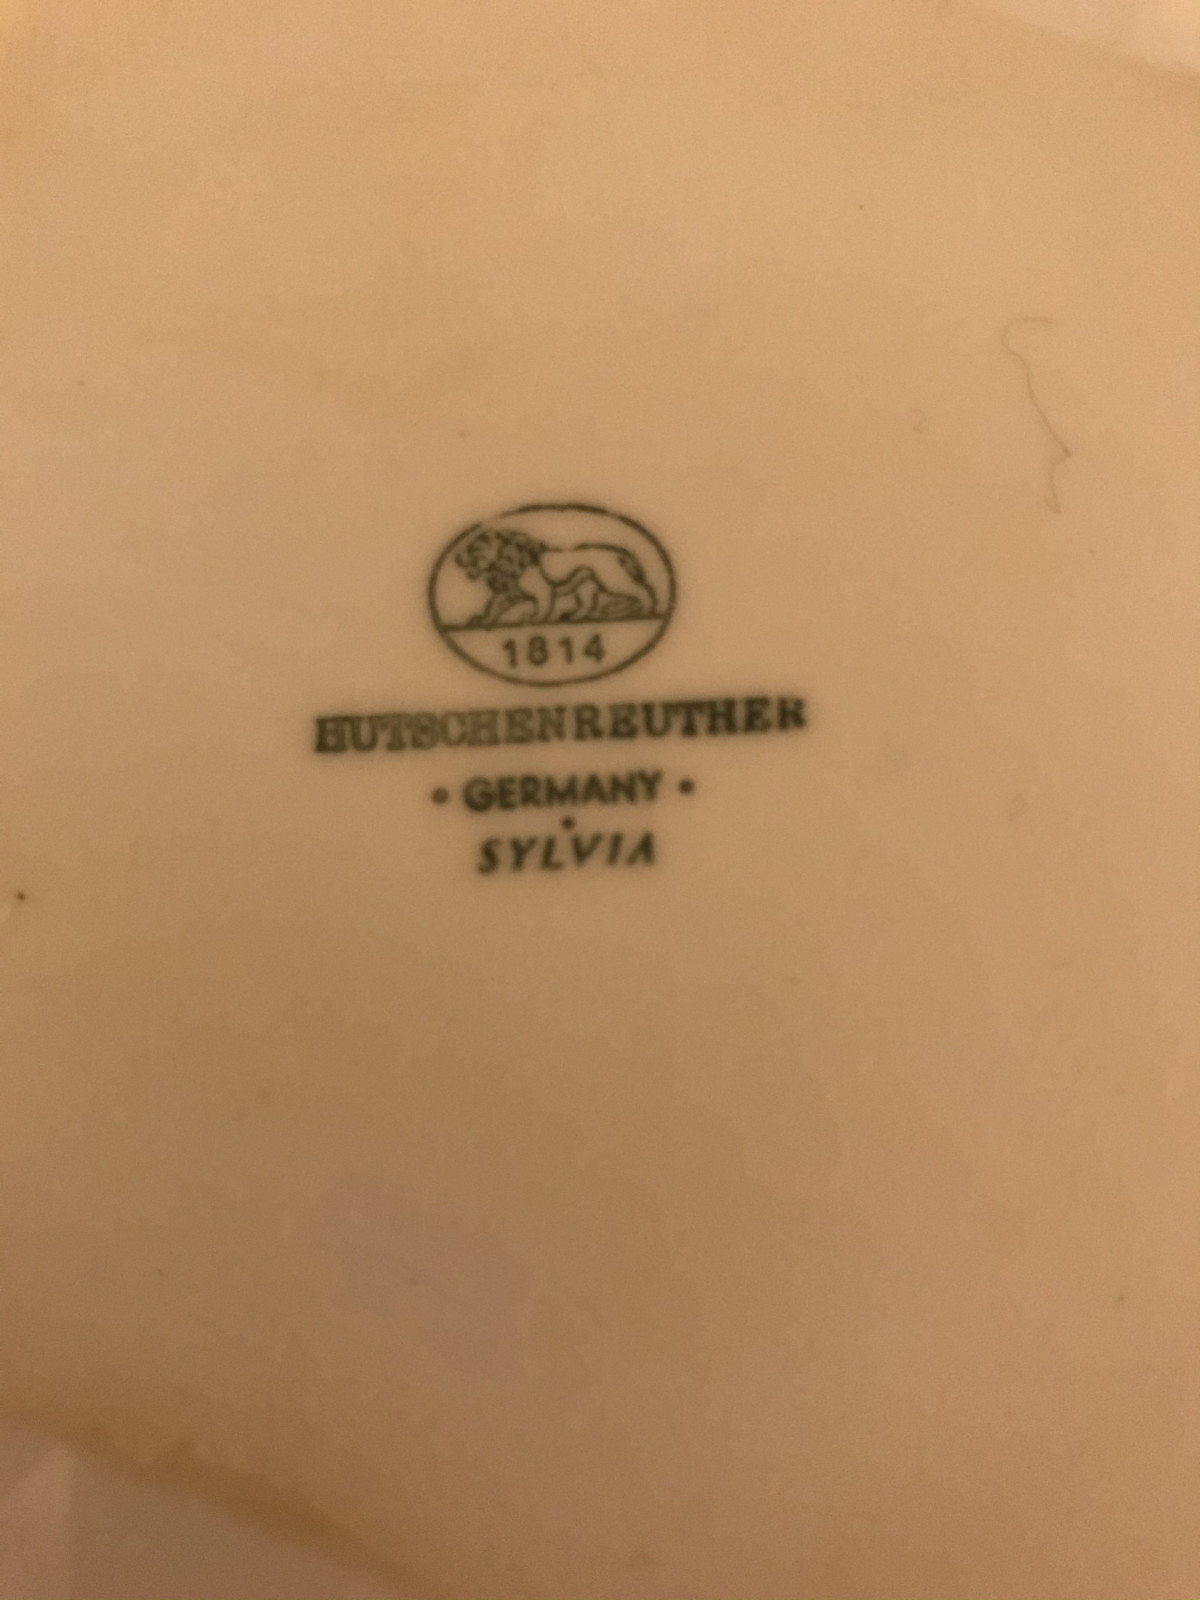 1814
HUTSCHENREUTHER
• GERMANY •
SYLVIA